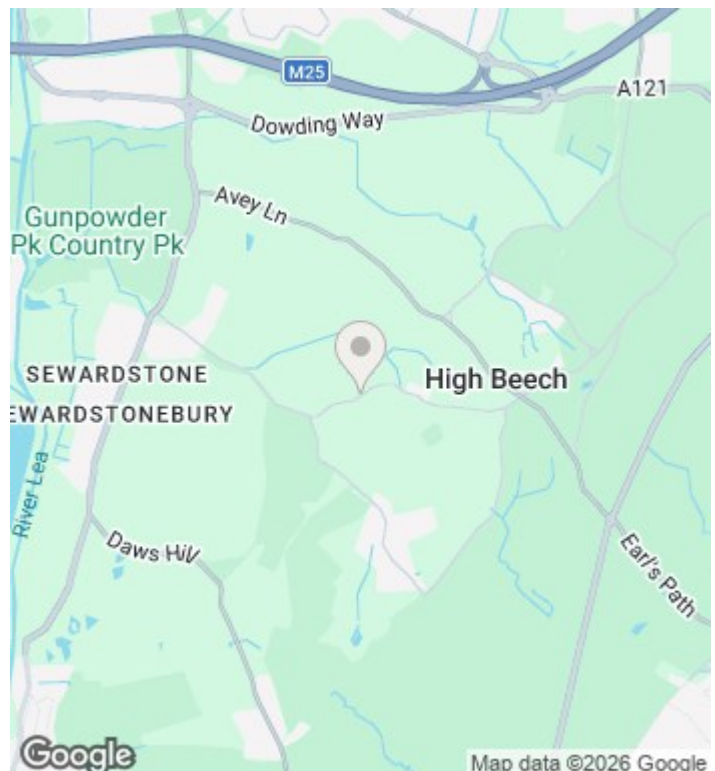 M25
A121
Dowding Way
Avey Ln
Gunpowder
Pk Country Pk
SEWARDSTONE
EWARDSTONEBURY
High Beech
River Lea
Daws Hill
Earl's Path
Google
Map data ©2026 Google